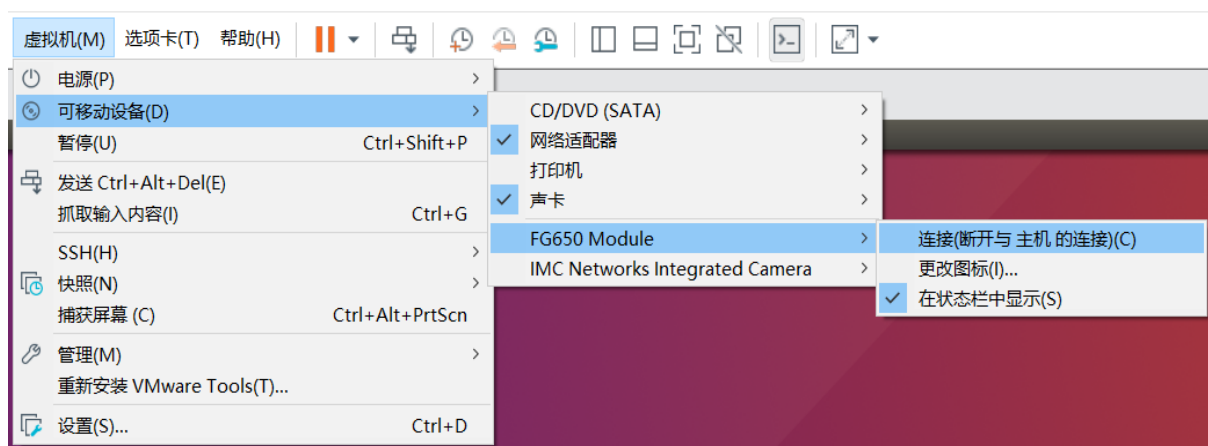 虚拟机(M) 选项卡(T) 帮助(H)
电源(P)
可移动设备(D)
暂停(U) Ctrl+Shift+P
发送 Ctrl+Alt+Del(E)
抓取输入内容(I) Ctrl+G
SSH(H)
快照(N)
捕获屏幕 (C) Ctrl+Alt+PrtScn
管理(M)
重新安装 VMware Tools(T)...
设置(S)... Ctrl+D
CD/DVD (SATA)
网络适配器
打印机
声卡
FG650 Module
IMC Networks Integrated Camera
连接(断开与 主机 的连接)(C)
更改图标(I)...
在状态栏中显示(S)